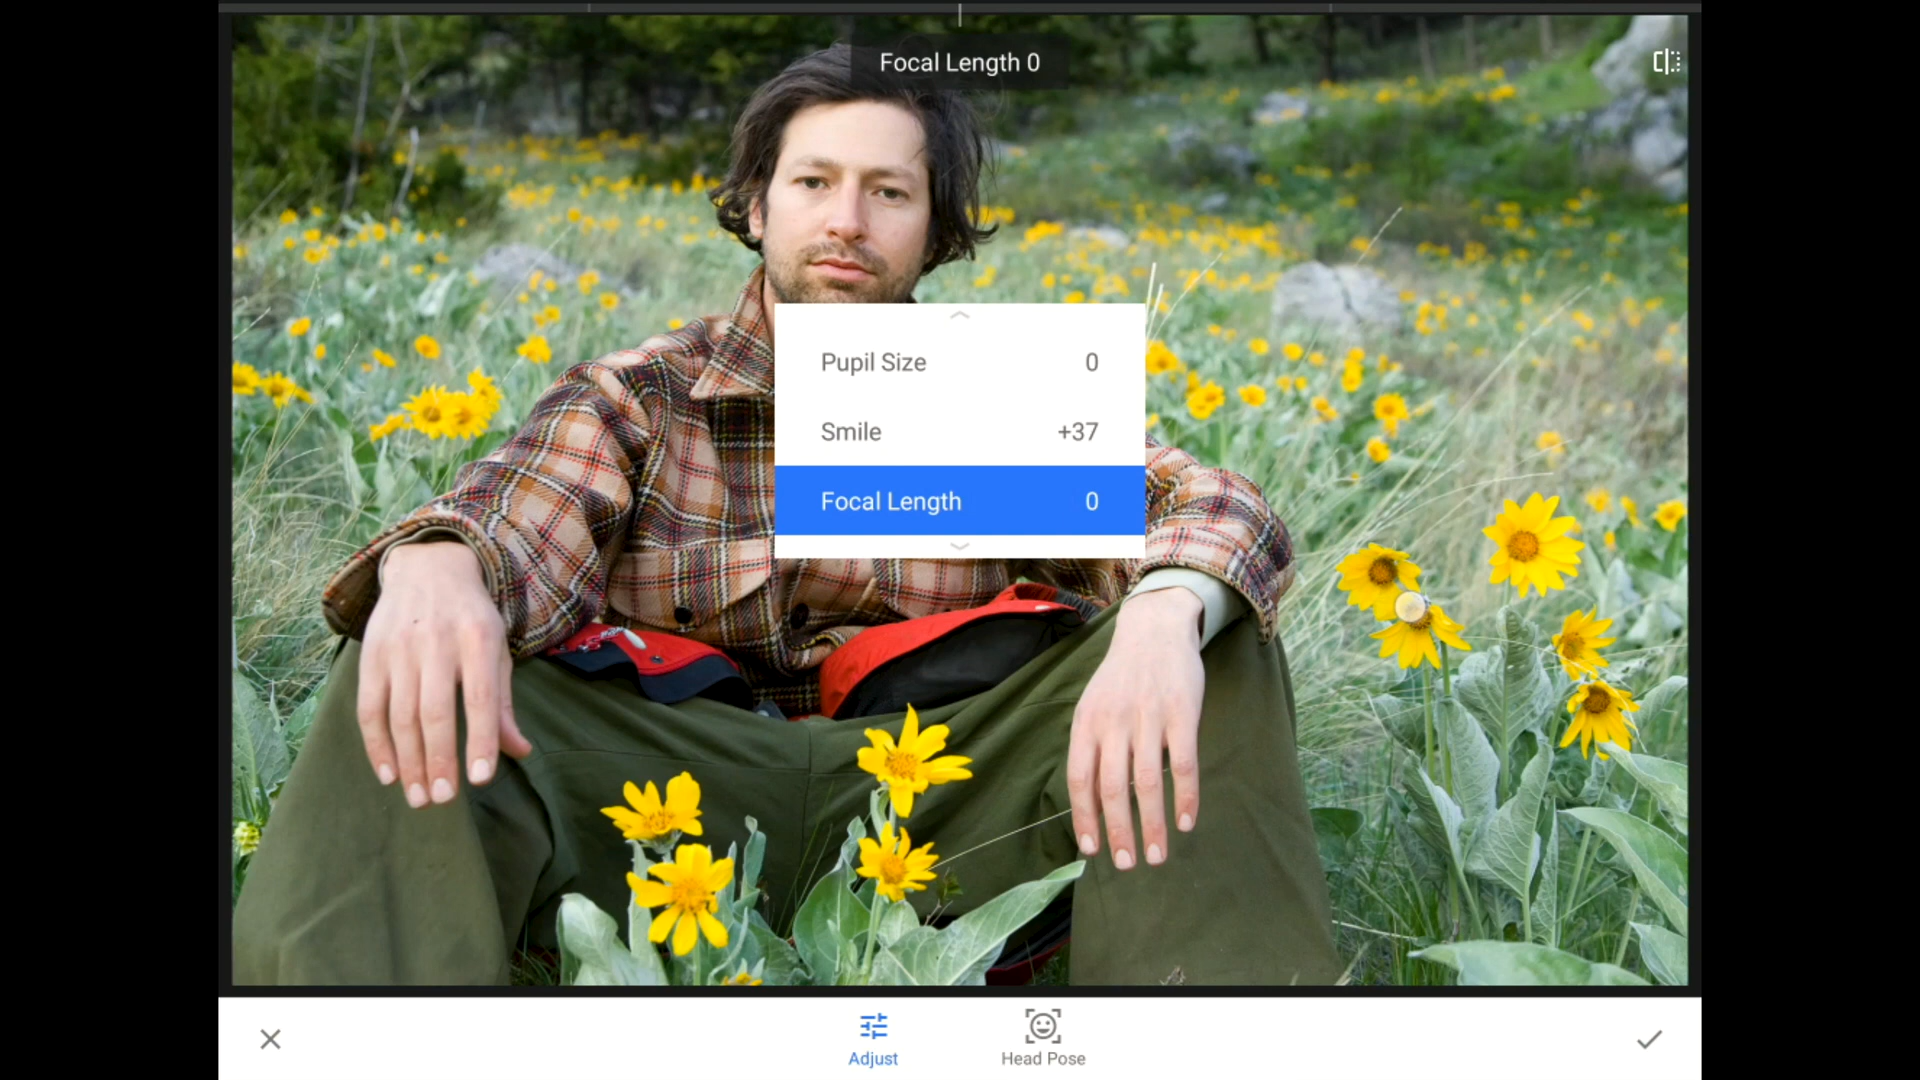 Focal Length 0
Pupil Size 0
Smile +37
Focal Length 0
Adjust
Head Pose